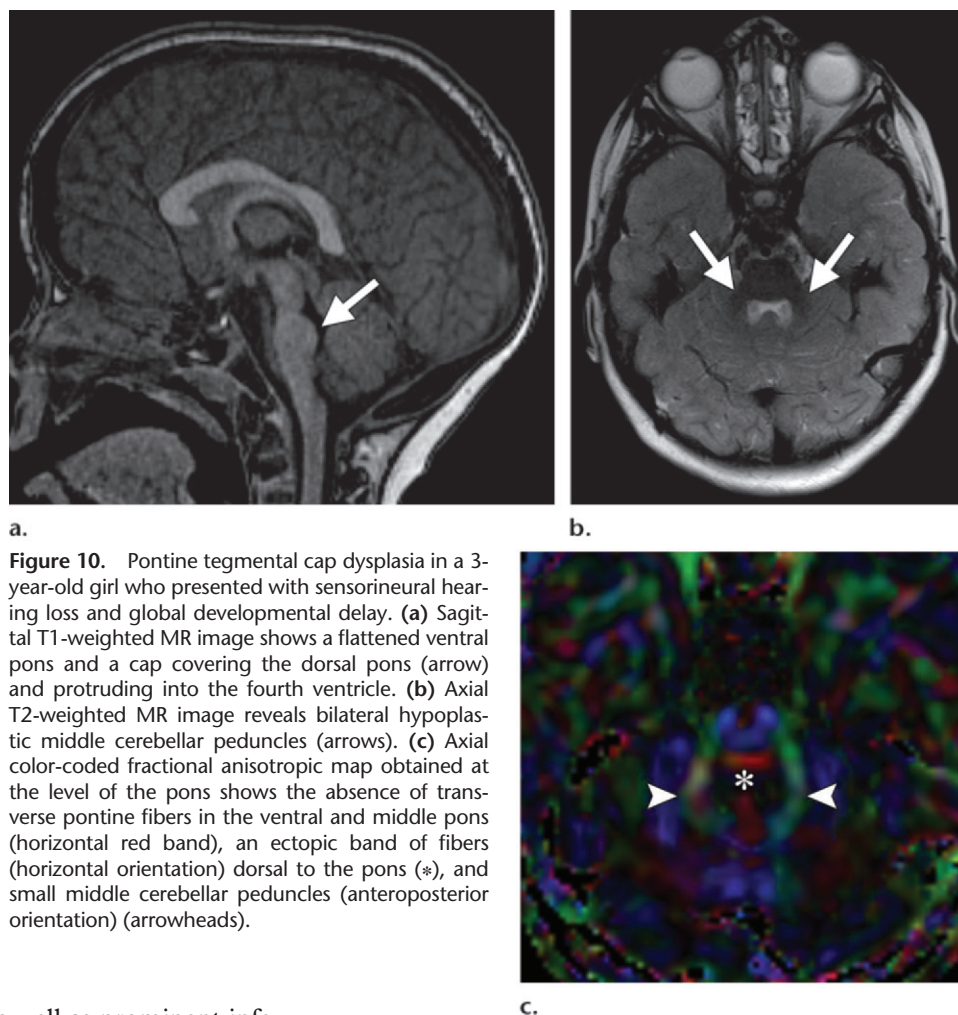 a.
b.
Figure 10. Pontine tegmental cap dysplasia in a 3-
year-old girl who presented with sensorineural hear-
ing loss and global developmental delay. (a) Sagit-
tal T1-weighted MR image shows a flattened ventral
pons and a cap covering the dorsal pons (arrow)
and protruding into the fourth ventricle. (b) Axial
T2-weighted MR image reveals bilateral hypoplas-
tic middle cerebellar peduncles (arrows). (c) Axial
color-coded fractional anisotropic map obtained at
the level of the pons shows the absence of trans-
verse pontine fibers in the ventral and middle pons
(horizontal red band), an ectopic band of fibers
(horizontal orientation) dorsal to the pons (*), and
small middle cerebellar peduncles (anteroposterior
orientation) (arrowheads).
*
c.